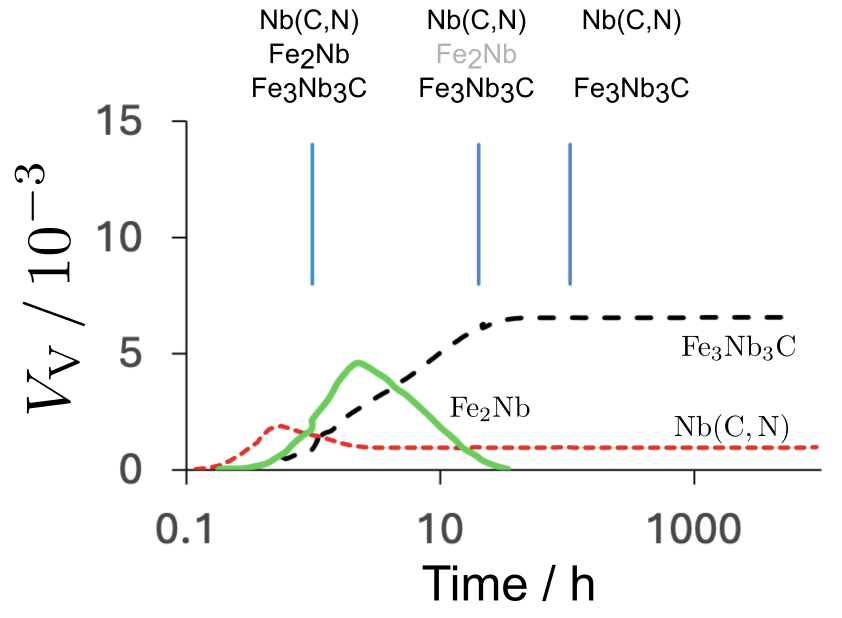 Nb(C,N) Nb(C,N) Nb(C,N)
Fe2Nb Fe2Nb
Fe3Nb3C Fe3Nb3C Fe3Nb3C
15
10
5
0
V_V / 10^−3
Fe3Nb3C
Fe2Nb
Nb(C, N)
0.1 10 1000
Time / h